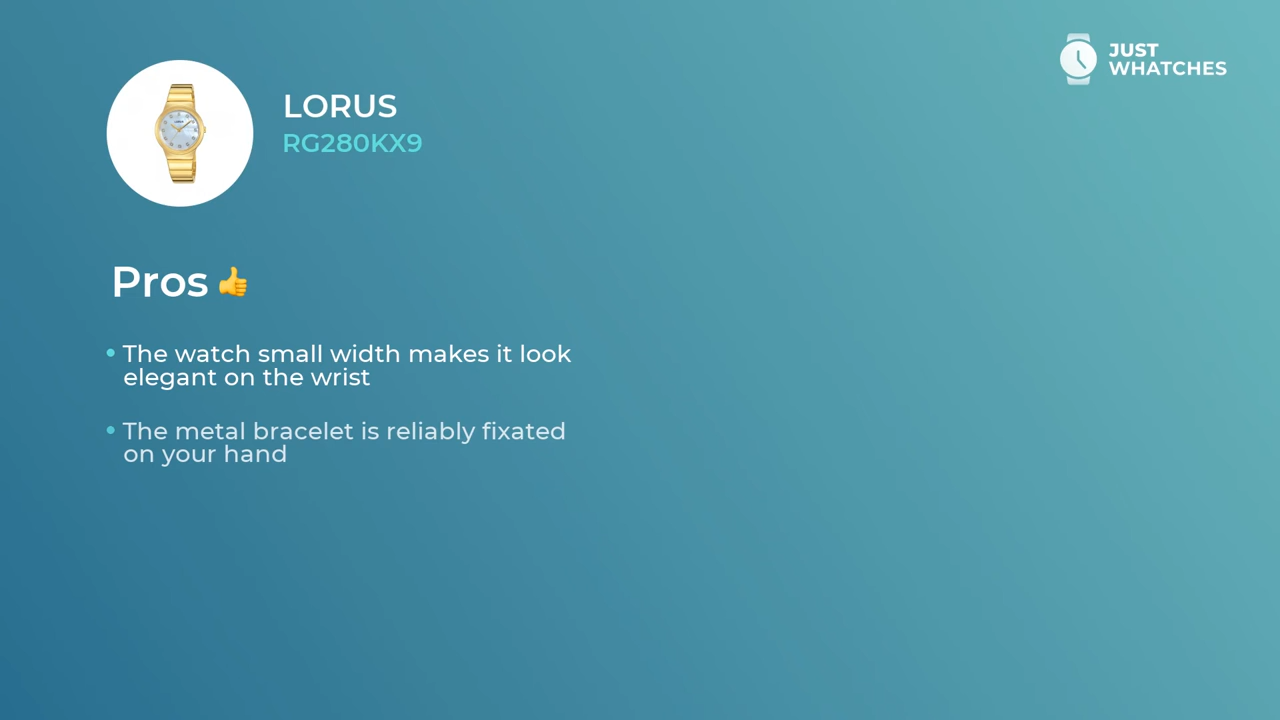 JUST
WHATCHES
LORUS
RG280KX9
Pros
The watch small width makes it look
elegant on the wrist
The metal bracelet is reliably fixated
on your hand